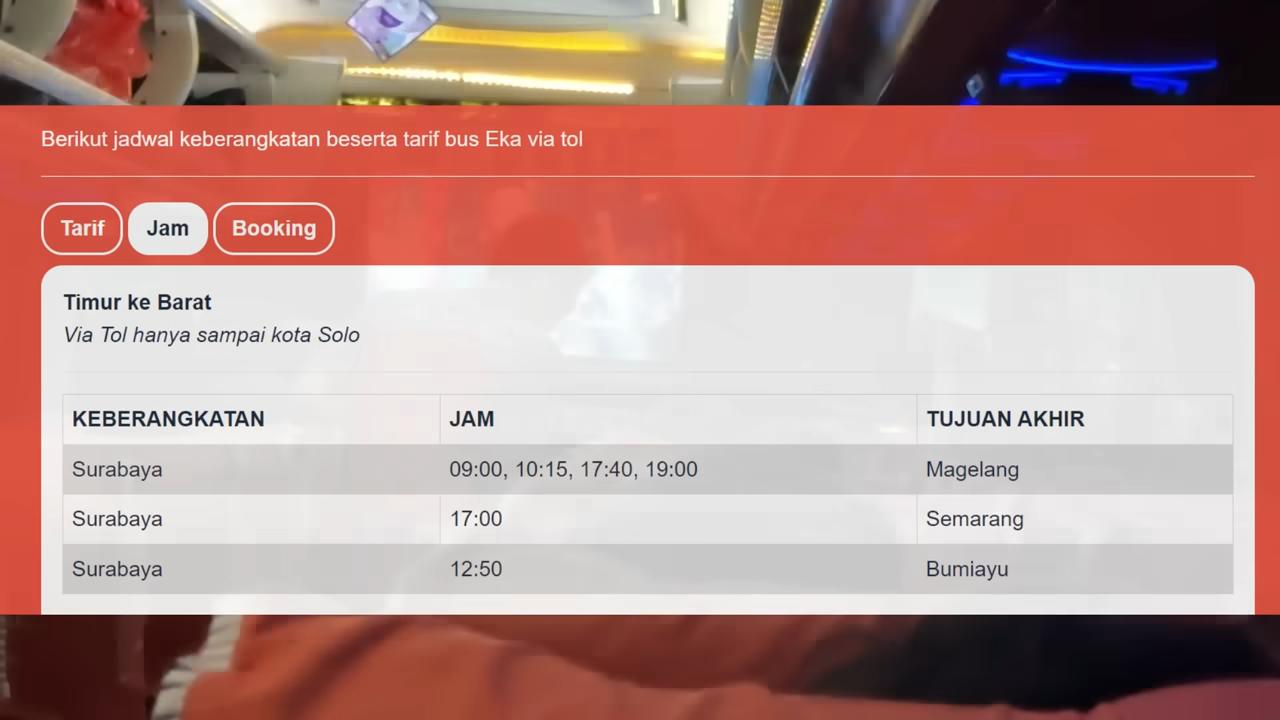 Berikut jadwal keberangkatan beserta tarif bus Eka via tol
Tarif Jam Booking
Timur ke Barat
Via Tol hanya sampai kota Solo
KEBERANGKATAN JAM TUJUAN AKHIR
Surabaya 09:00, 10:15, 17:40, 19:00 Magelang
Surabaya 17:00 Semarang
Surabaya 12:50 Bumiayu